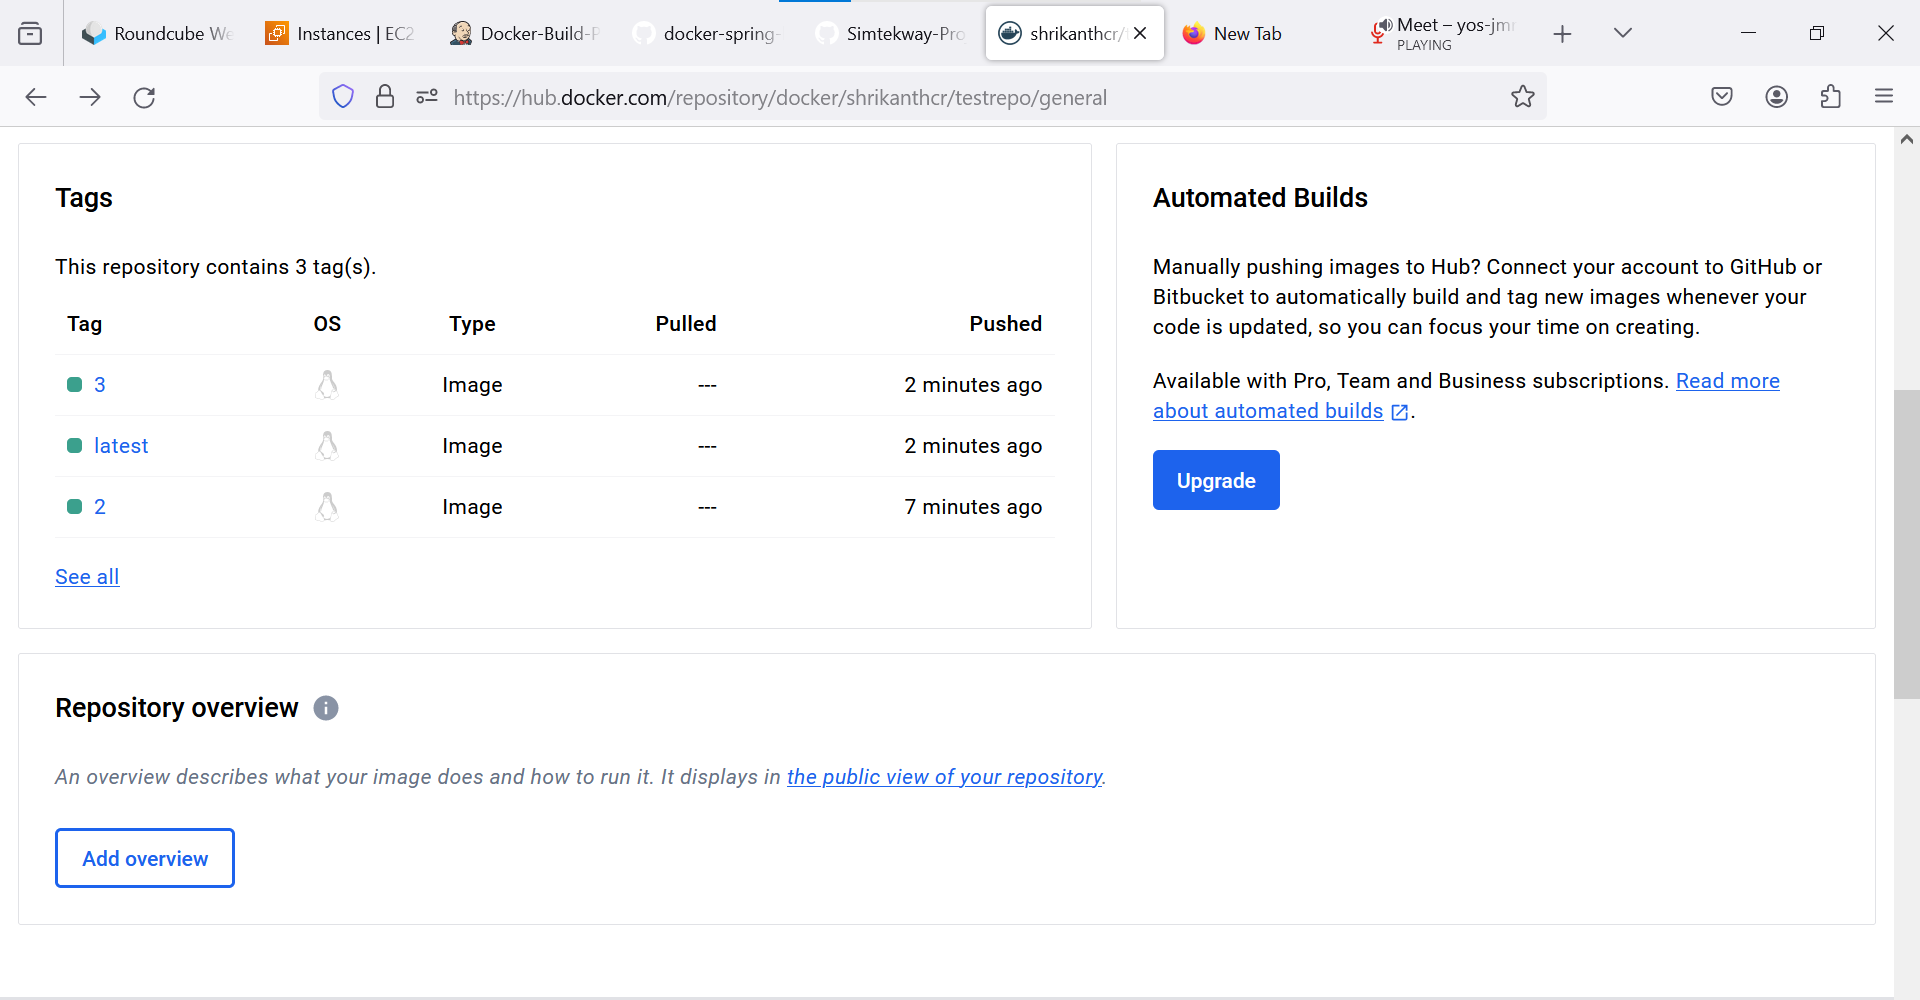 Roundcube We
Instances | EC2
Docker-Build-P
docker-spring-
Simtekway-Pro
shrikanthcr/t
New Tab
Meet – yos-jmr
PLAYING
https://hub.docker.com/repository/docker/shrikanthcr/testrepo/general
Tags
This repository contains 3 tag(s).
Tag OS Type Pulled Pushed
3 Image --- 2 minutes ago
latest Image --- 2 minutes ago
2 Image --- 7 minutes ago
See all
Automated Builds
Manually pushing images to Hub? Connect your account to GitHub or
Bitbucket to automatically build and tag new images whenever your
code is updated, so you can focus your time on creating.
Available with Pro, Team and Business subscriptions. Read more
about automated builds.
Upgrade
Repository overview
An overview describes what your image does and how to run it. It displays in the public view of your repository.
Add overview